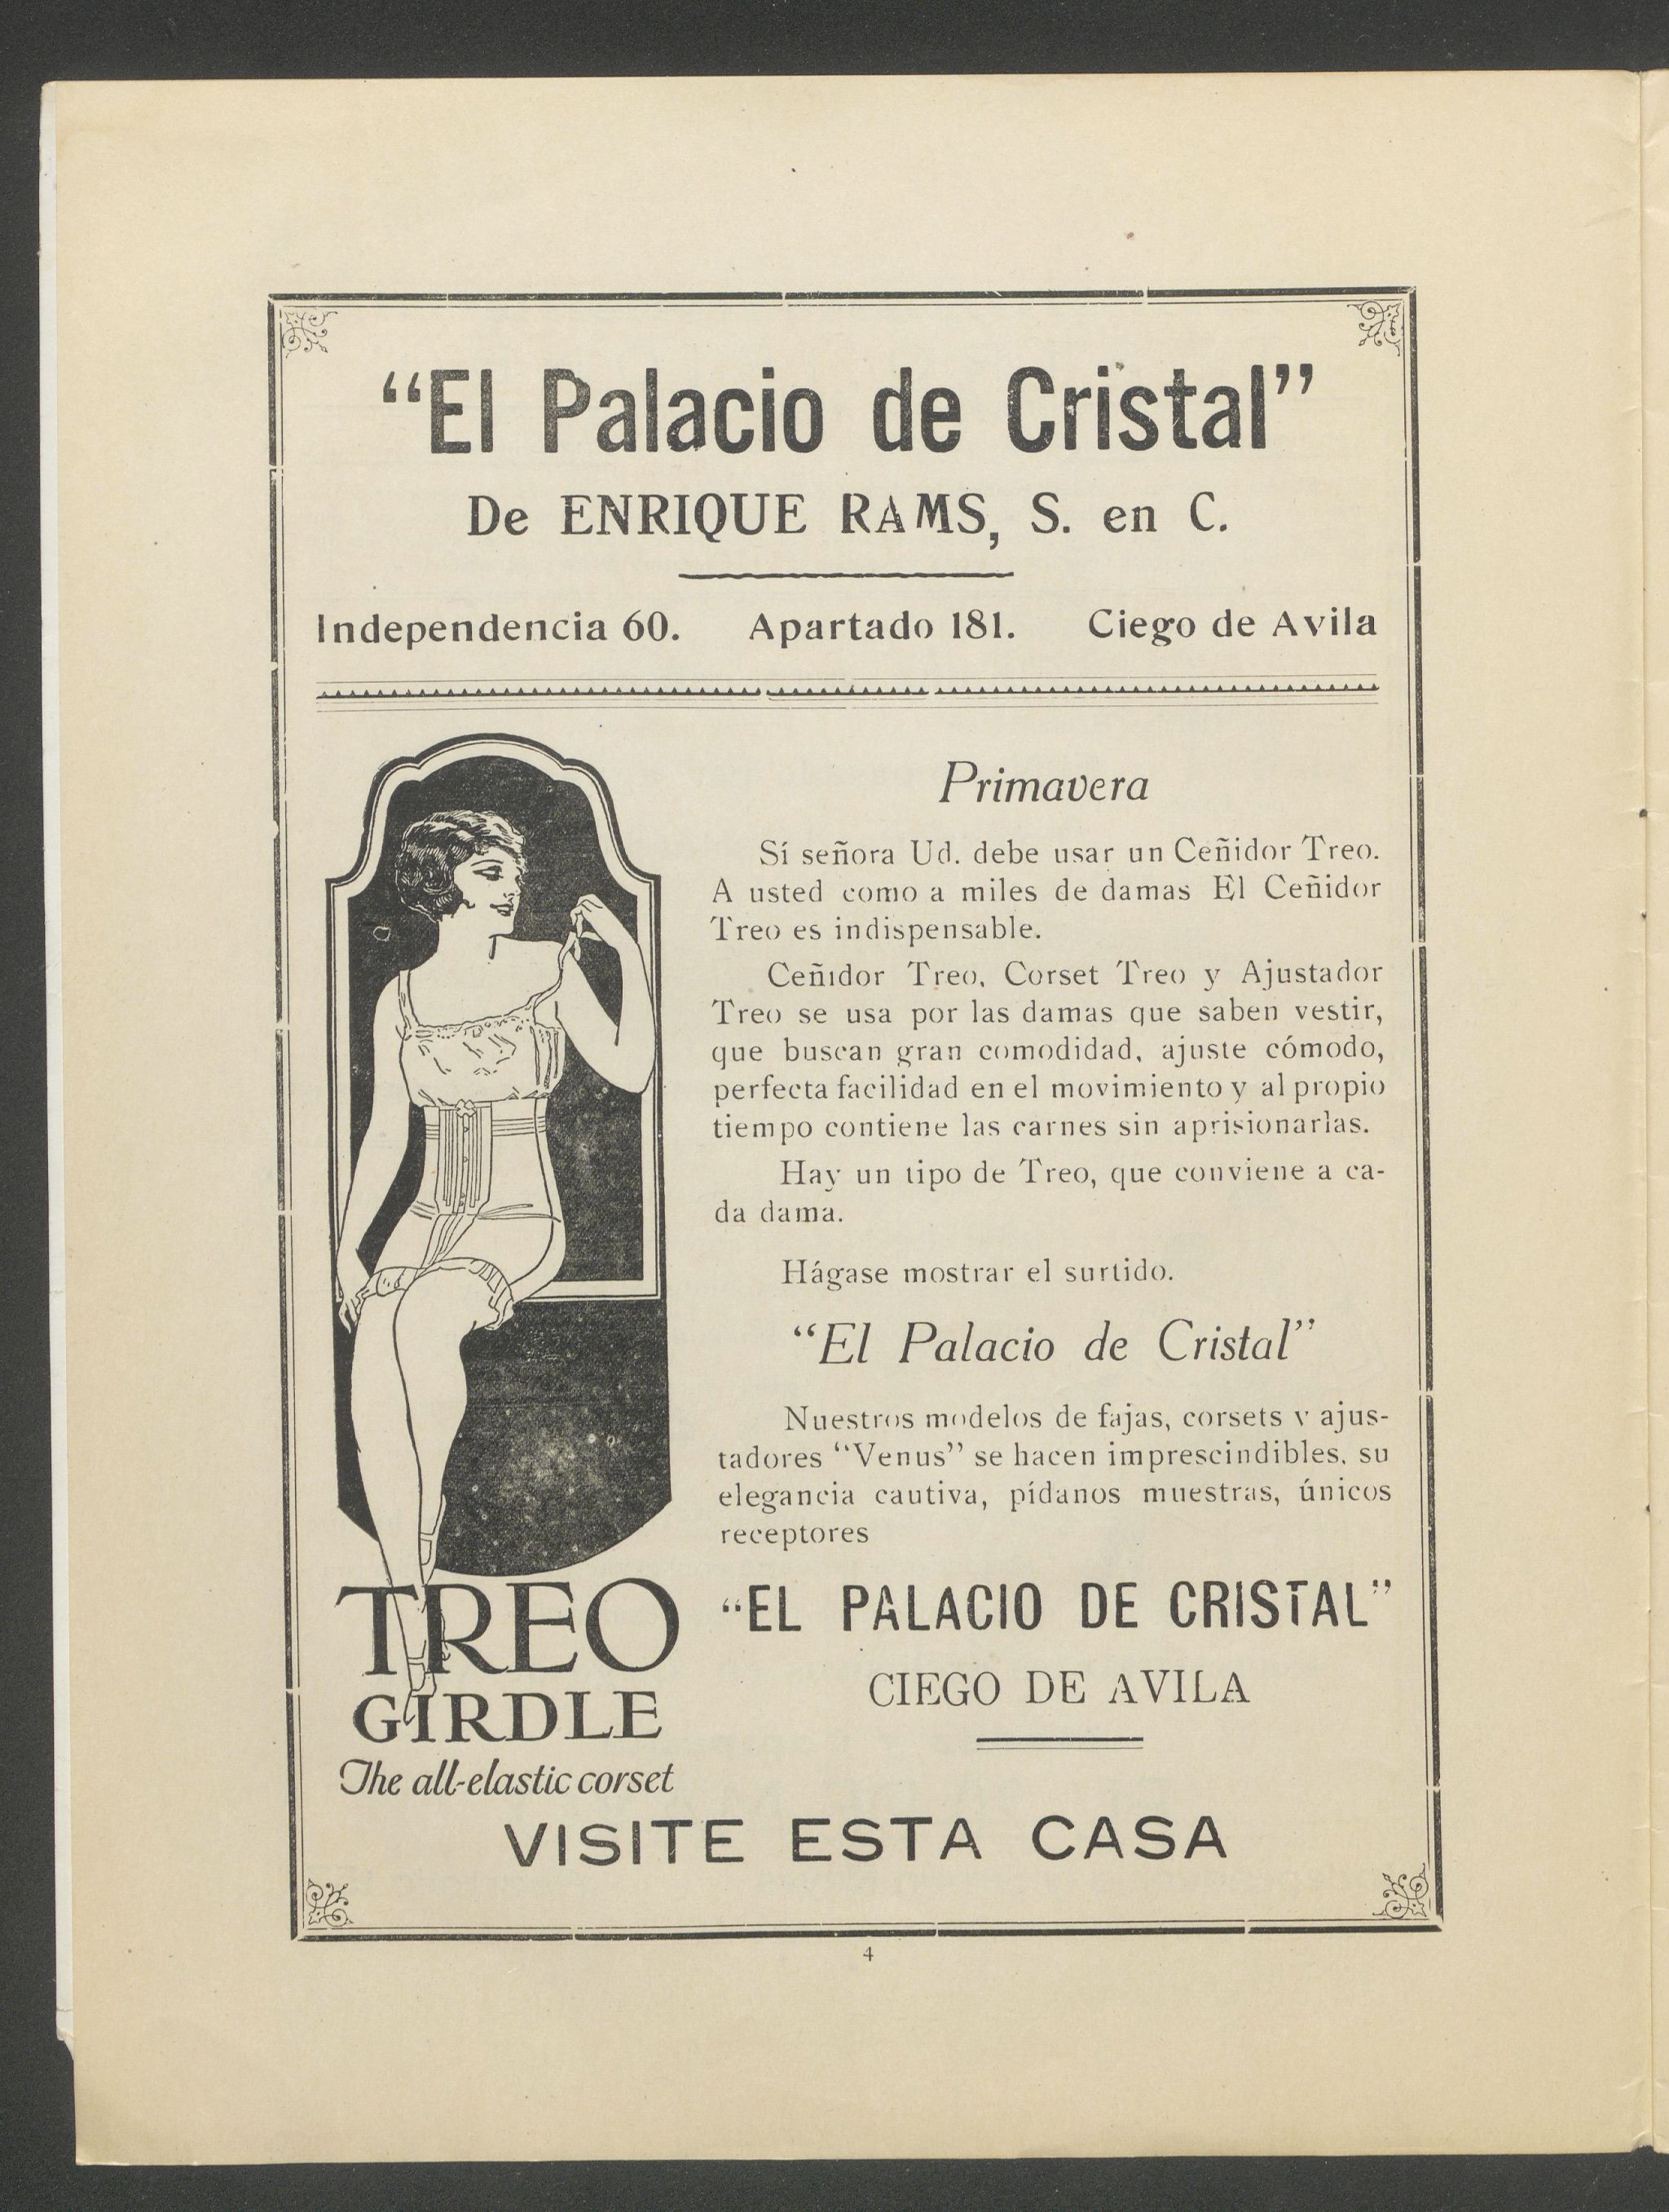 “El Palacio de Cristal”
De ENRIQUE RAMS, S. en C.
Independencia 60. Apartado 181. Ciego de Avila
Primavera
Sí señora Ud. debe usar un Ceñidor Treo.
A usted como a miles de damas El Ceñidor
Treo es indispensable.
Ceñidor Treo, Corset Treo y Ajustador
Treo se usa por las damas que saben vestir,
que buscan gran comodidad, ajuste cómodo,
perfecta facilidad en el movimiento y al propio
tiempo contiene las carnes sin aprisionarlas.
Hay un tipo de Treo, que conviene a ca-
da dama.
Hágase mostrar el surtido.
“El Palacio de Cristal”
Nuestros modelos de fajas, corsets y ajus-
tadores “Venus” se hacen imprescindibles, su
elegancia cautiva, pídanos muestras, únicos
receptores
“EL PALACIO DE CRISTAL”
CIEGO DE AVILA
TREO
GIRDLE
The all-elastic corset
VISITE ESTA CASA
4